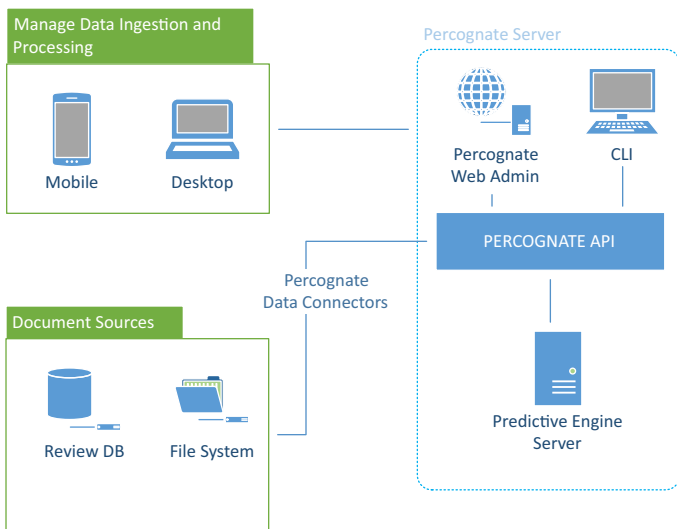 Manage Data Ingestion and
Processing
Mobile
Desktop
Percognate Server
Percognate
Web Admin
CLI
PERCOGNATE API
Percognate
Data Connectors
Document Sources
Review DB
File System
Predictive Engine
Server